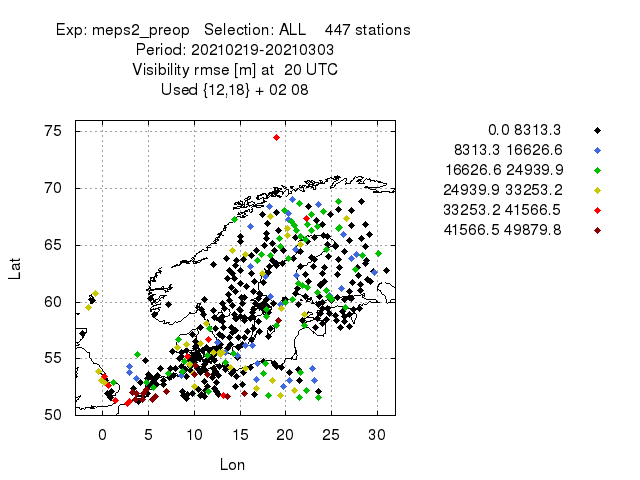 Exp: meps2_preop   Selection: ALL    447 stations
Period: 20210219-20210303
Visibility rmse [m] at  20 UTC
Used {12,18} + 02 08
0.0 8313.3
8313.3 16626.6
16626.6 24939.9
24939.9 33253.2
33253.2 41566.5
41566.5 49879.8
75
70
65
60
55
50
Lat
0 5 10 15 20 25 30
Lon